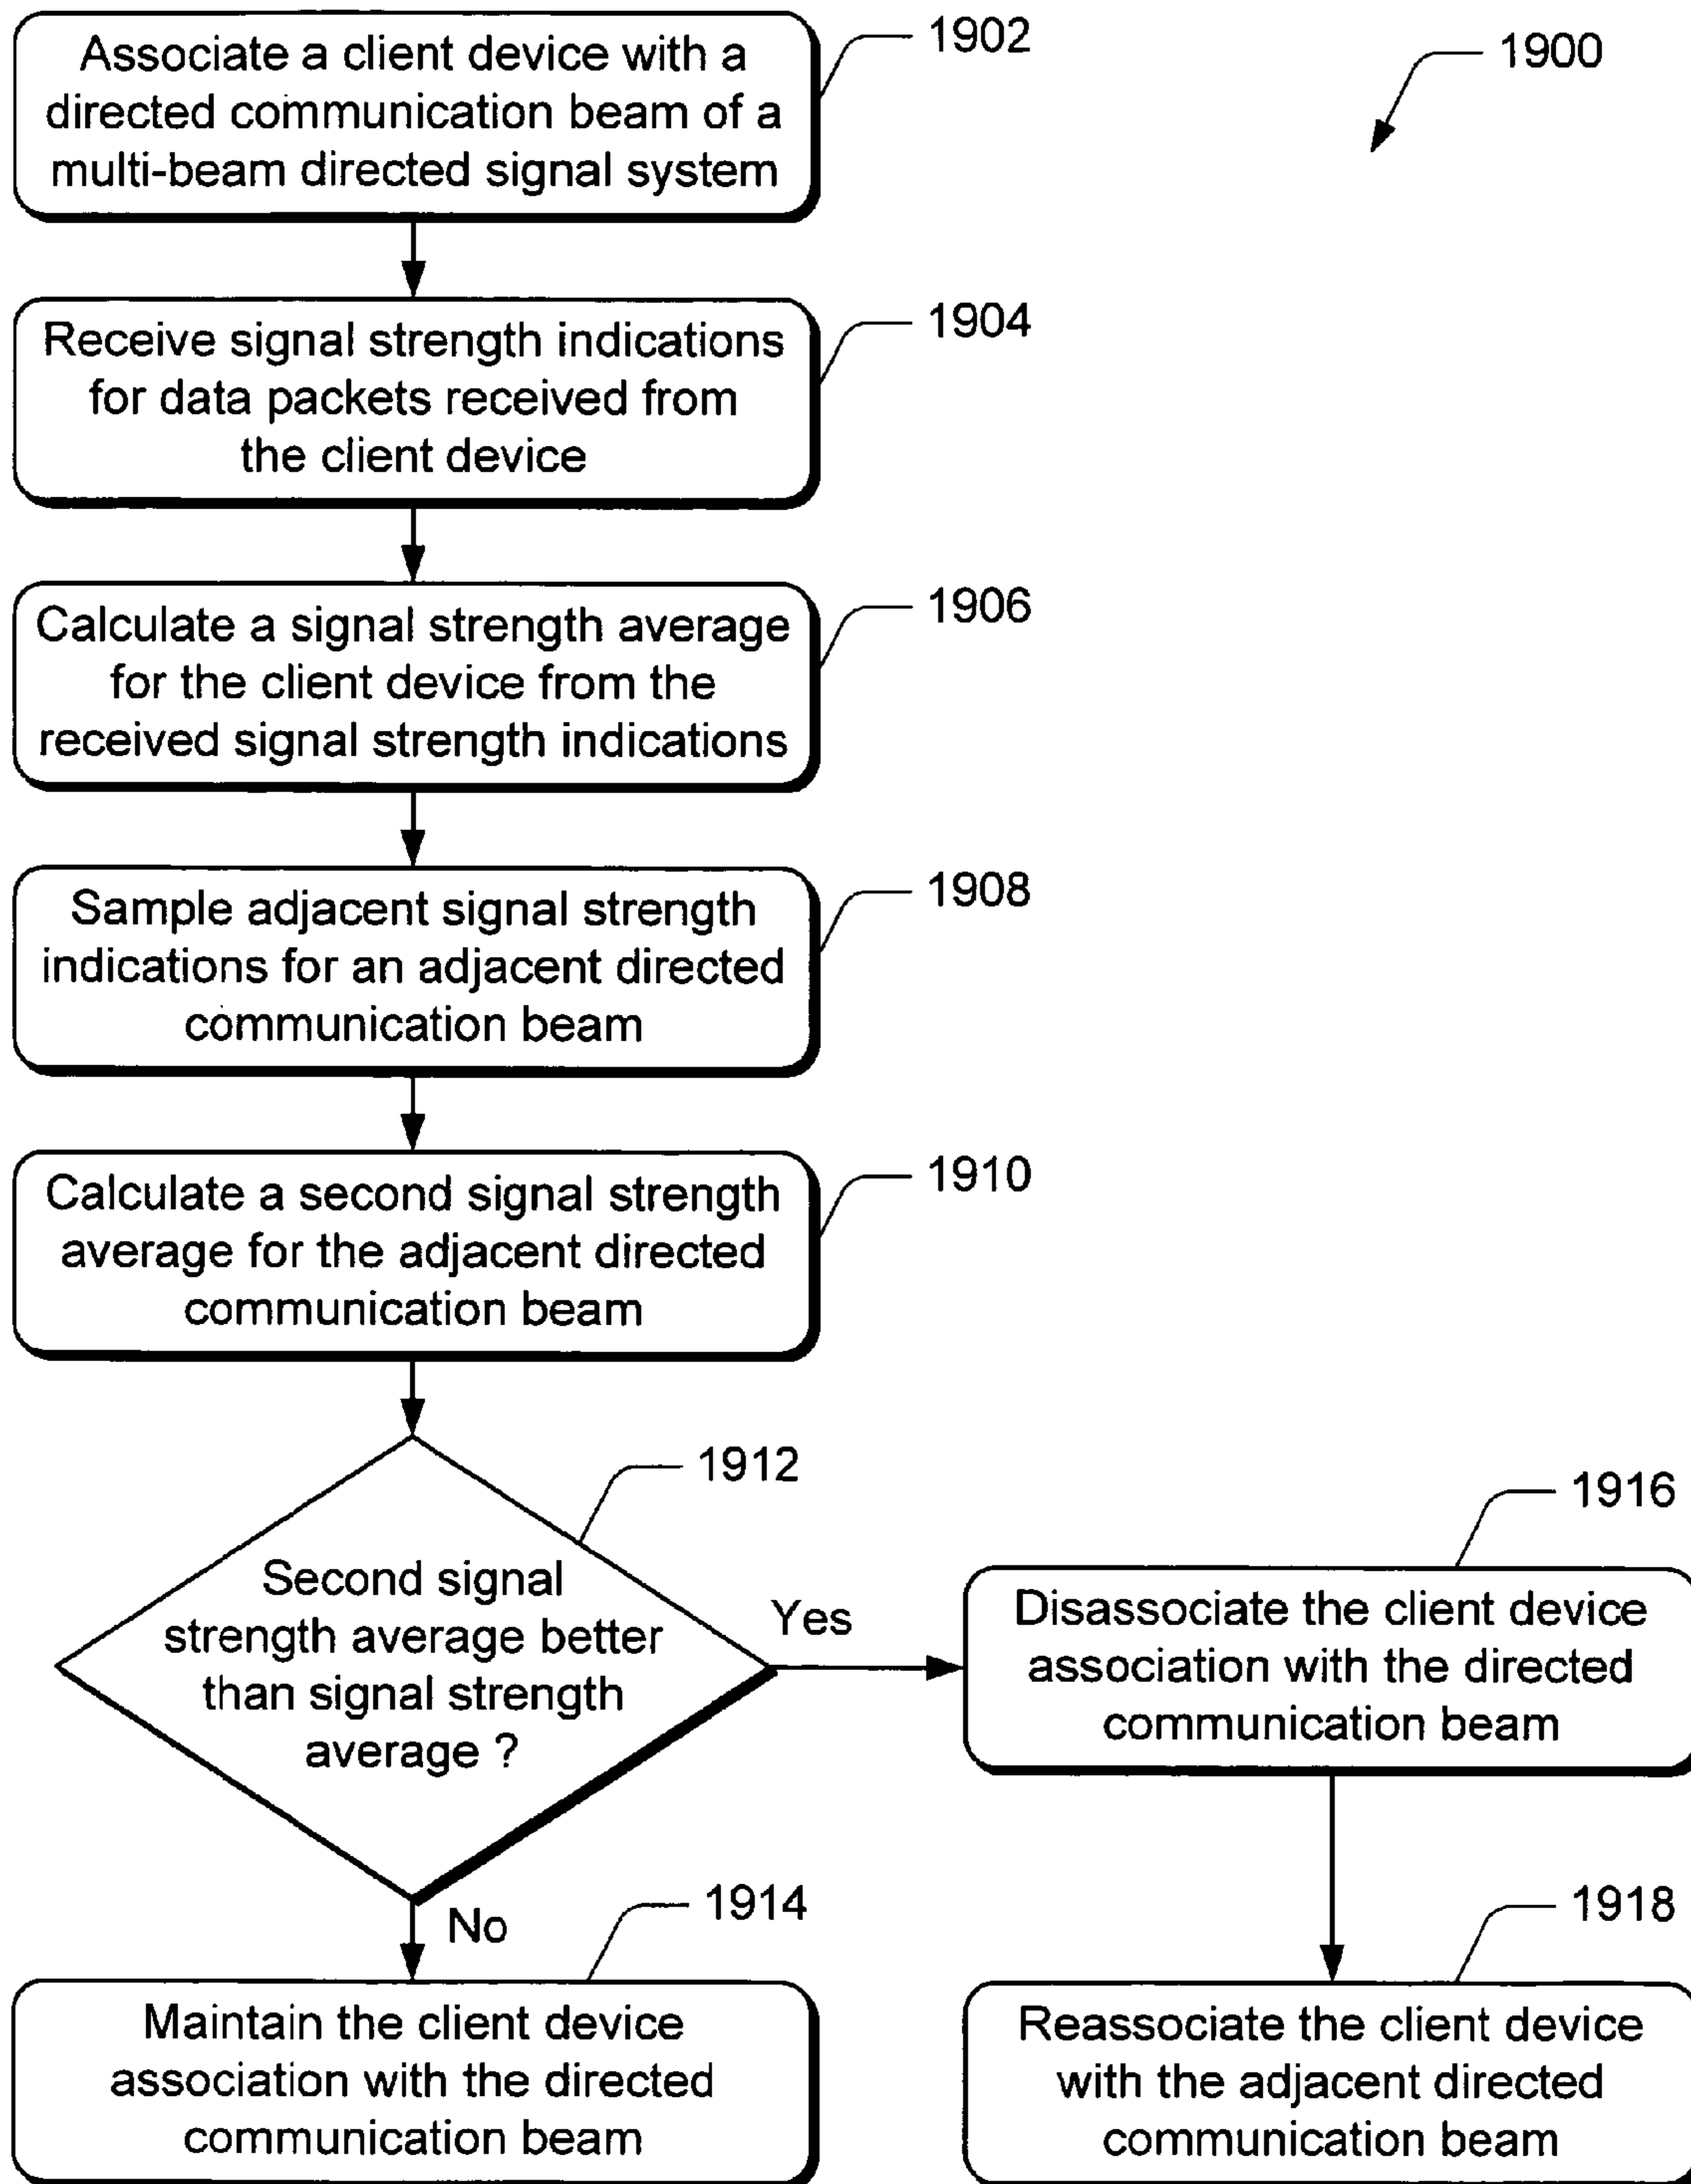 Associate a client device with a
directed communication beam of a
multi-beam directed signal system
1902
1900
Receive signal strength indications
for data packets received from
the client device
1904
Calculate a signal strength average
for the client device from the
received signal strength indications
1906
Sample adjacent signal strength
indications for an adjacent directed
communication beam
1908
Calculate a second signal strength
average for the adjacent directed
communication beam
1910
Second signal
strength average better
than signal strength
average ?
1912
Yes
No
1916
Disassociate the client device
association with the directed
communication beam
1914
Maintain the client device
association with the directed
communication beam
1918
Reassociate the client device
with the adjacent directed
communication beam